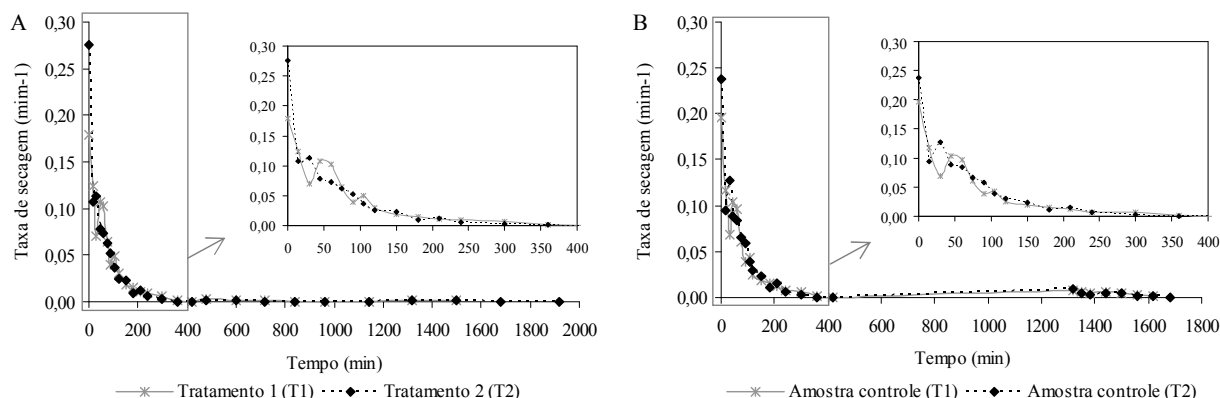 A
Taxa de secagem (mim-1)
0,30
0,25
0,20
0,15
0,10
0,05
0,00
0 200 400 600 800 1000 1200 1400 1600 1800 2000
Tempo (min)
0,30
0,25
0,20
0,15
0,10
0,05
0,00
0 50 100 150 200 250 300 350 400
Tratamento 1 (T1) Tratamento 2 (T2)
B
Taxa de secagem (mim-1)
0,30
0,25
0,20
0,15
0,10
0,05
0,00
0 200 400 600 800 1000 1200 1400 1600 1800
Tempo (min)
0,30
0,25
0,20
0,15
0,10
0,05
0,00
0 50 100 150 200 250 300 350 400
Amostra controle (T1) Amostra controle (T2)